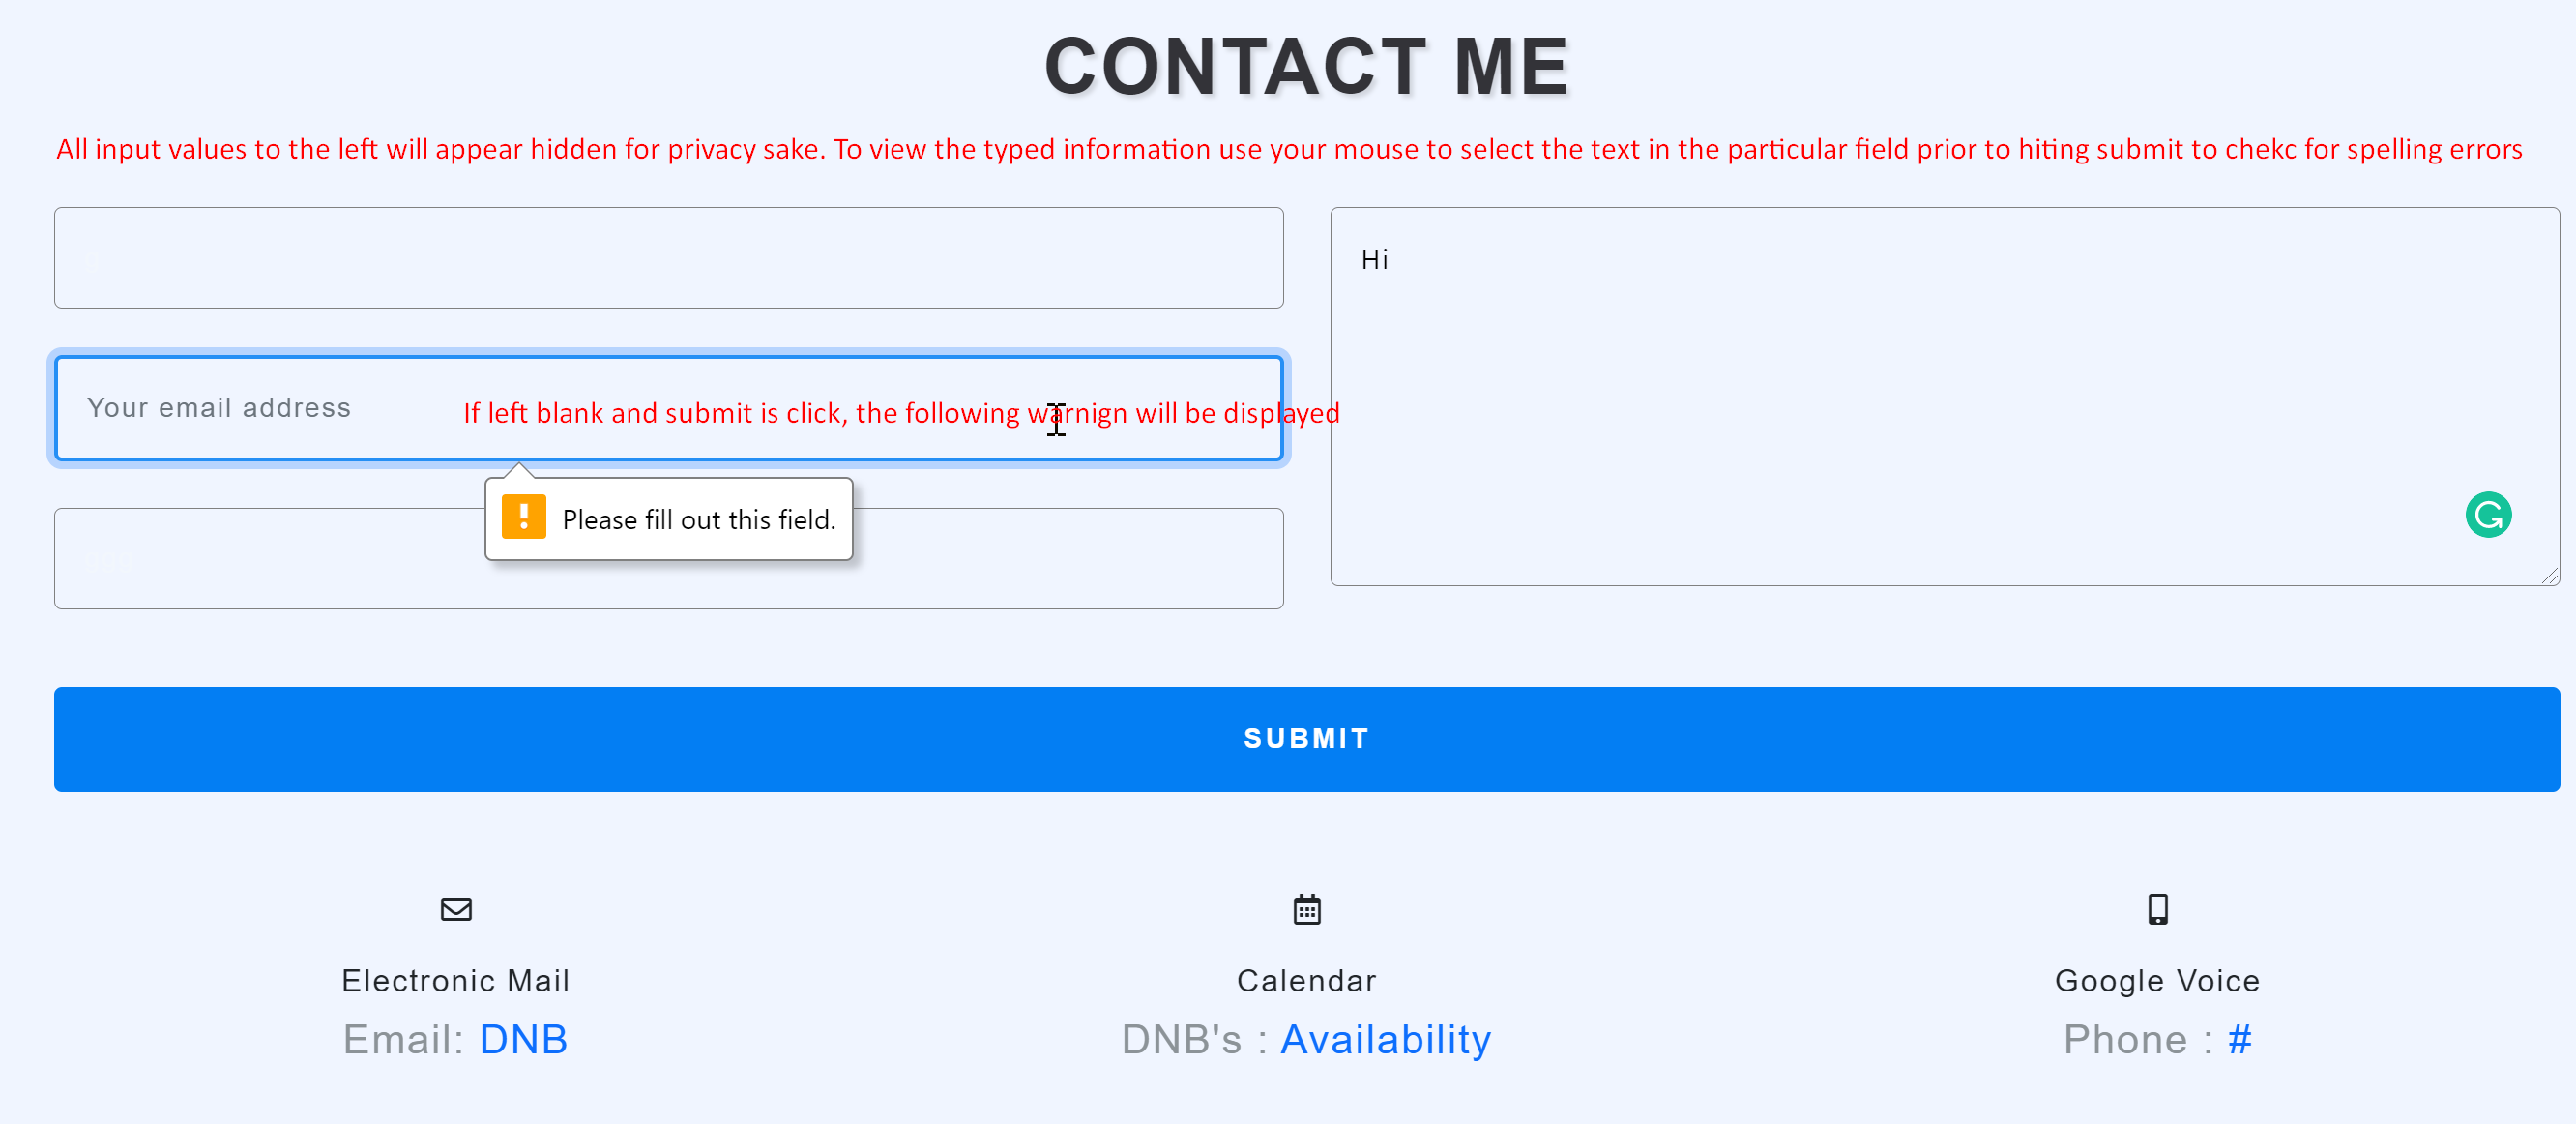 CONTACT ME
All input values to the left will appear hidden for privacy sake. To view the typed information use your mouse to select the text in the particular field prior to hiting submit to chekc for spelling errors
Hi
Your email address
If left blank and submit is click, the following warnign will be displayed
Please fill out this field.
SUBMIT
Electronic Mail
Email: DNB
Calendar
DNB's : Availability
Google Voice
Phone : #